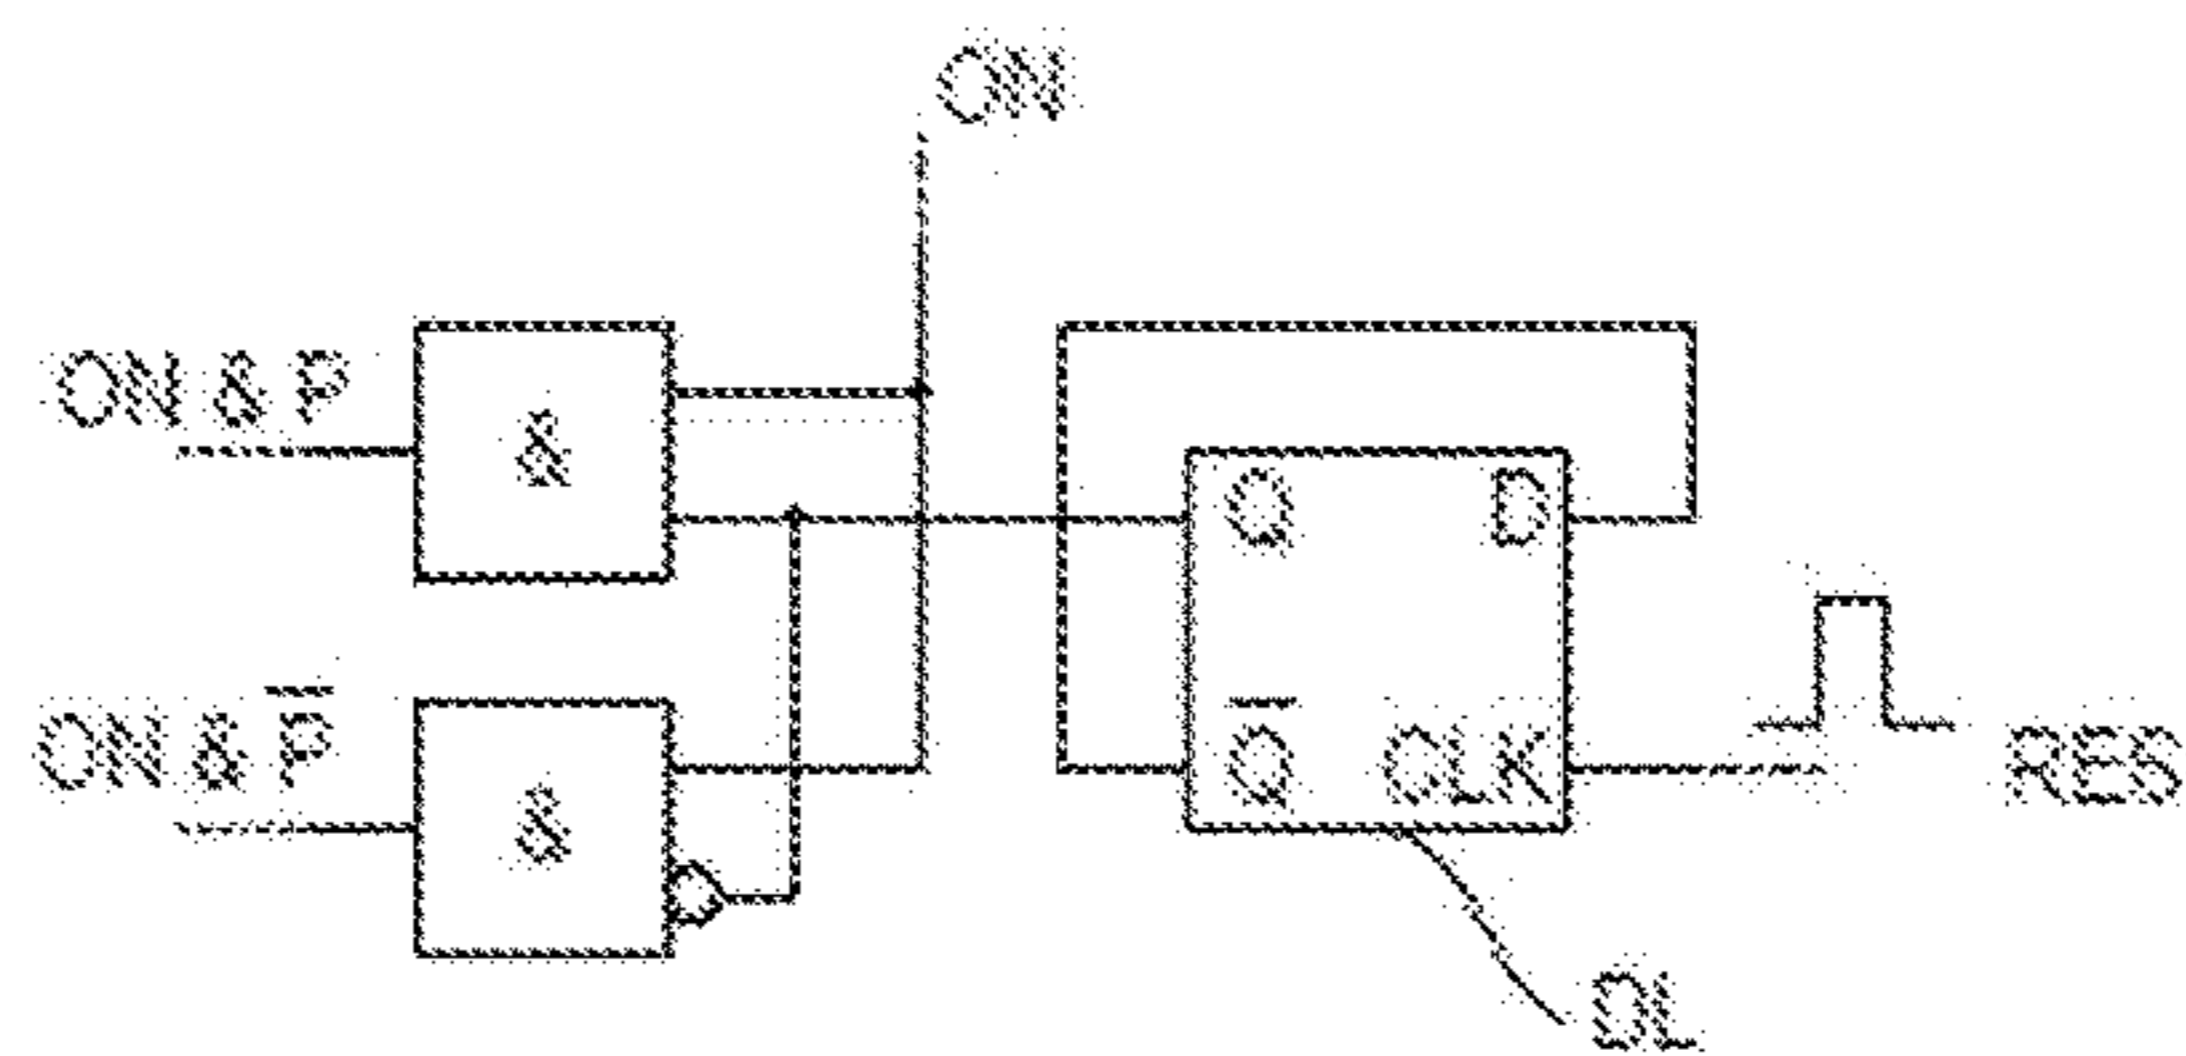 ON
ON & P
&
Q D
ON & P̅
&
Q̅ CLK
RES
DL